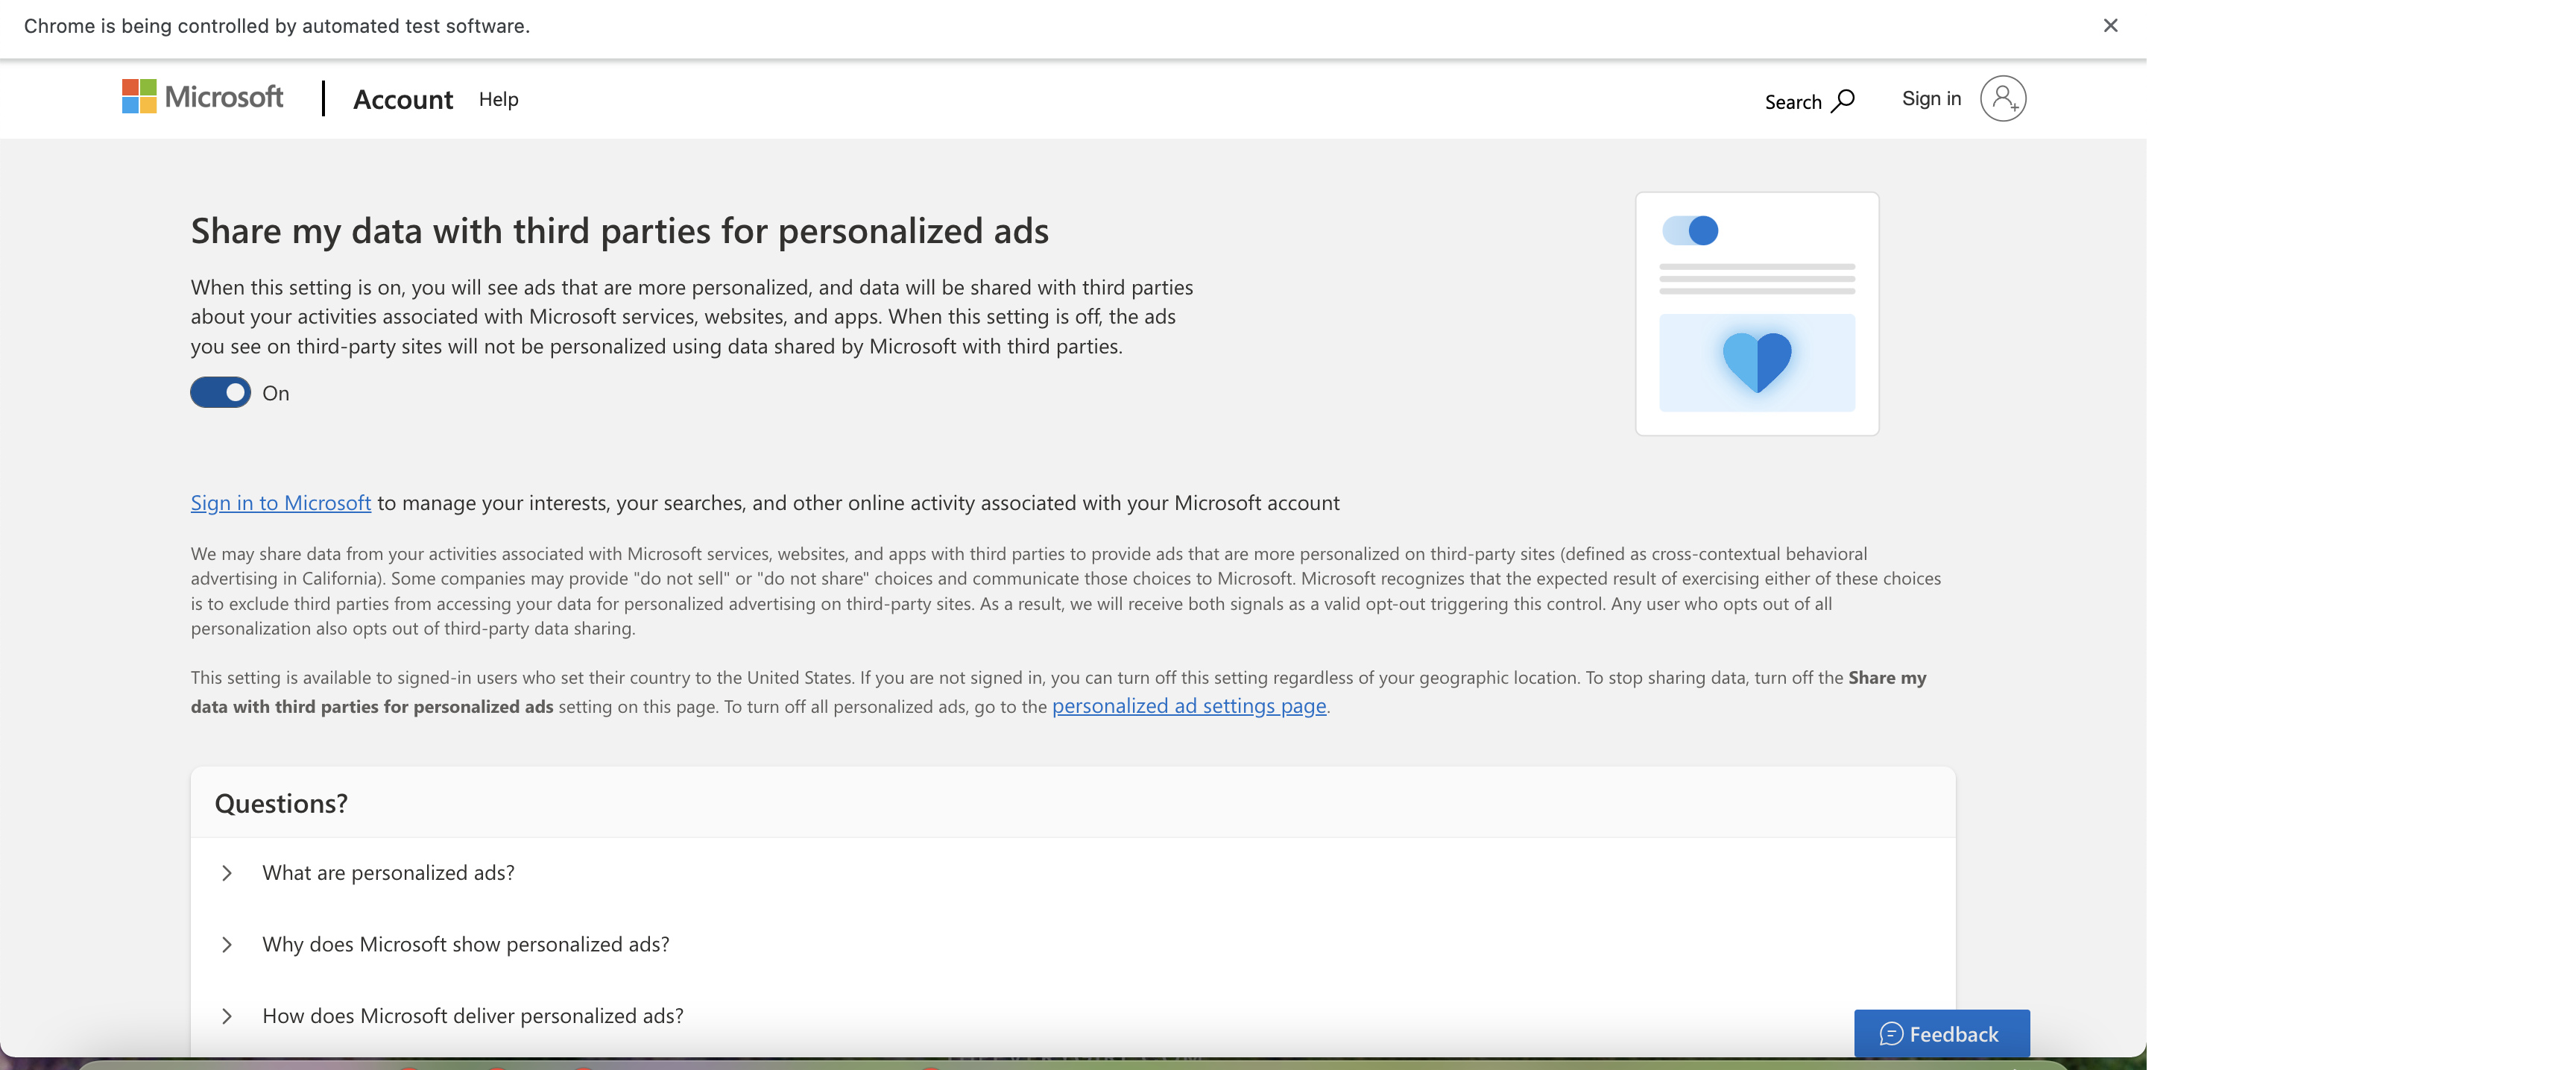 Chrome is being controlled by automated test software.
Microsoft
Account
Help
Search
Sign in
Share my data with third parties for personalized ads
When this setting is on, you will see ads that are more personalized, and data will be shared with third parties
about your activities associated with Microsoft services, websites, and apps. When this setting is off, the ads
you see on third-party sites will not be personalized using data shared by Microsoft with third parties.
On
Sign in to Microsoft to manage your interests, your searches, and other online activity associated with your Microsoft account
We may share data from your activities associated with Microsoft services, websites, and apps with third parties to provide ads that are more personalized on third-party sites (defined as cross-contextual behavioral
advertising in California). Some companies may provide "do not sell" or "do not share" choices and communicate those choices to Microsoft. Microsoft recognizes that the expected result of exercising either of these choices
is to exclude third parties from accessing your data for personalized advertising on third-party sites. As a result, we will receive both signals as a valid opt-out triggering this control. Any user who opts out of all
personalization also opts out of third-party data sharing.
This setting is available to signed-in users who set their country to the United States. If you are not signed in, you can turn off this setting regardless of your geographic location. To stop sharing data, turn off the Share my
data with third parties for personalized ads setting on this page. To turn off all personalized ads, go to the personalized ad settings page.
Questions?
What are personalized ads?
Why does Microsoft show personalized ads?
How does Microsoft deliver personalized ads?
Feedback